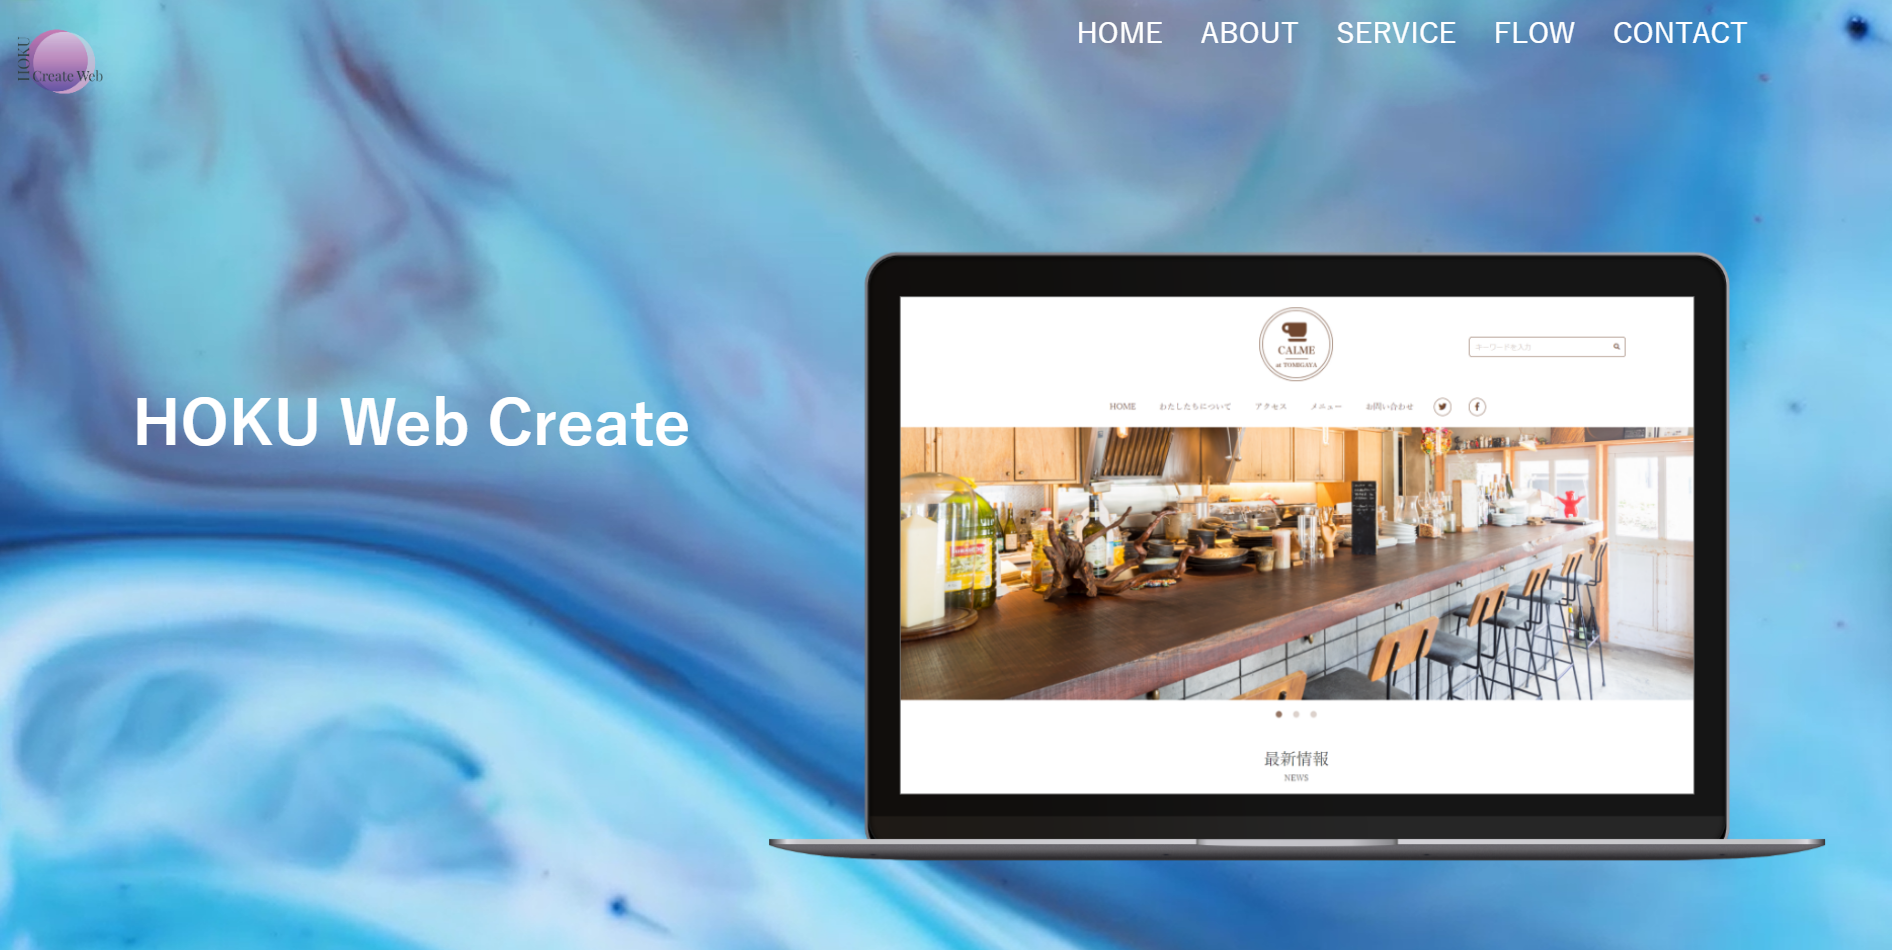 HOME ABOUT SERVICE FLOW CONTACT
HOKU
Create Web
HOKU Web Create
CALME
at TOMIGAYA
キーワードを入力
HOME わたしたちについて アクセス メニュー お問い合わせ
最新情報
NEWS